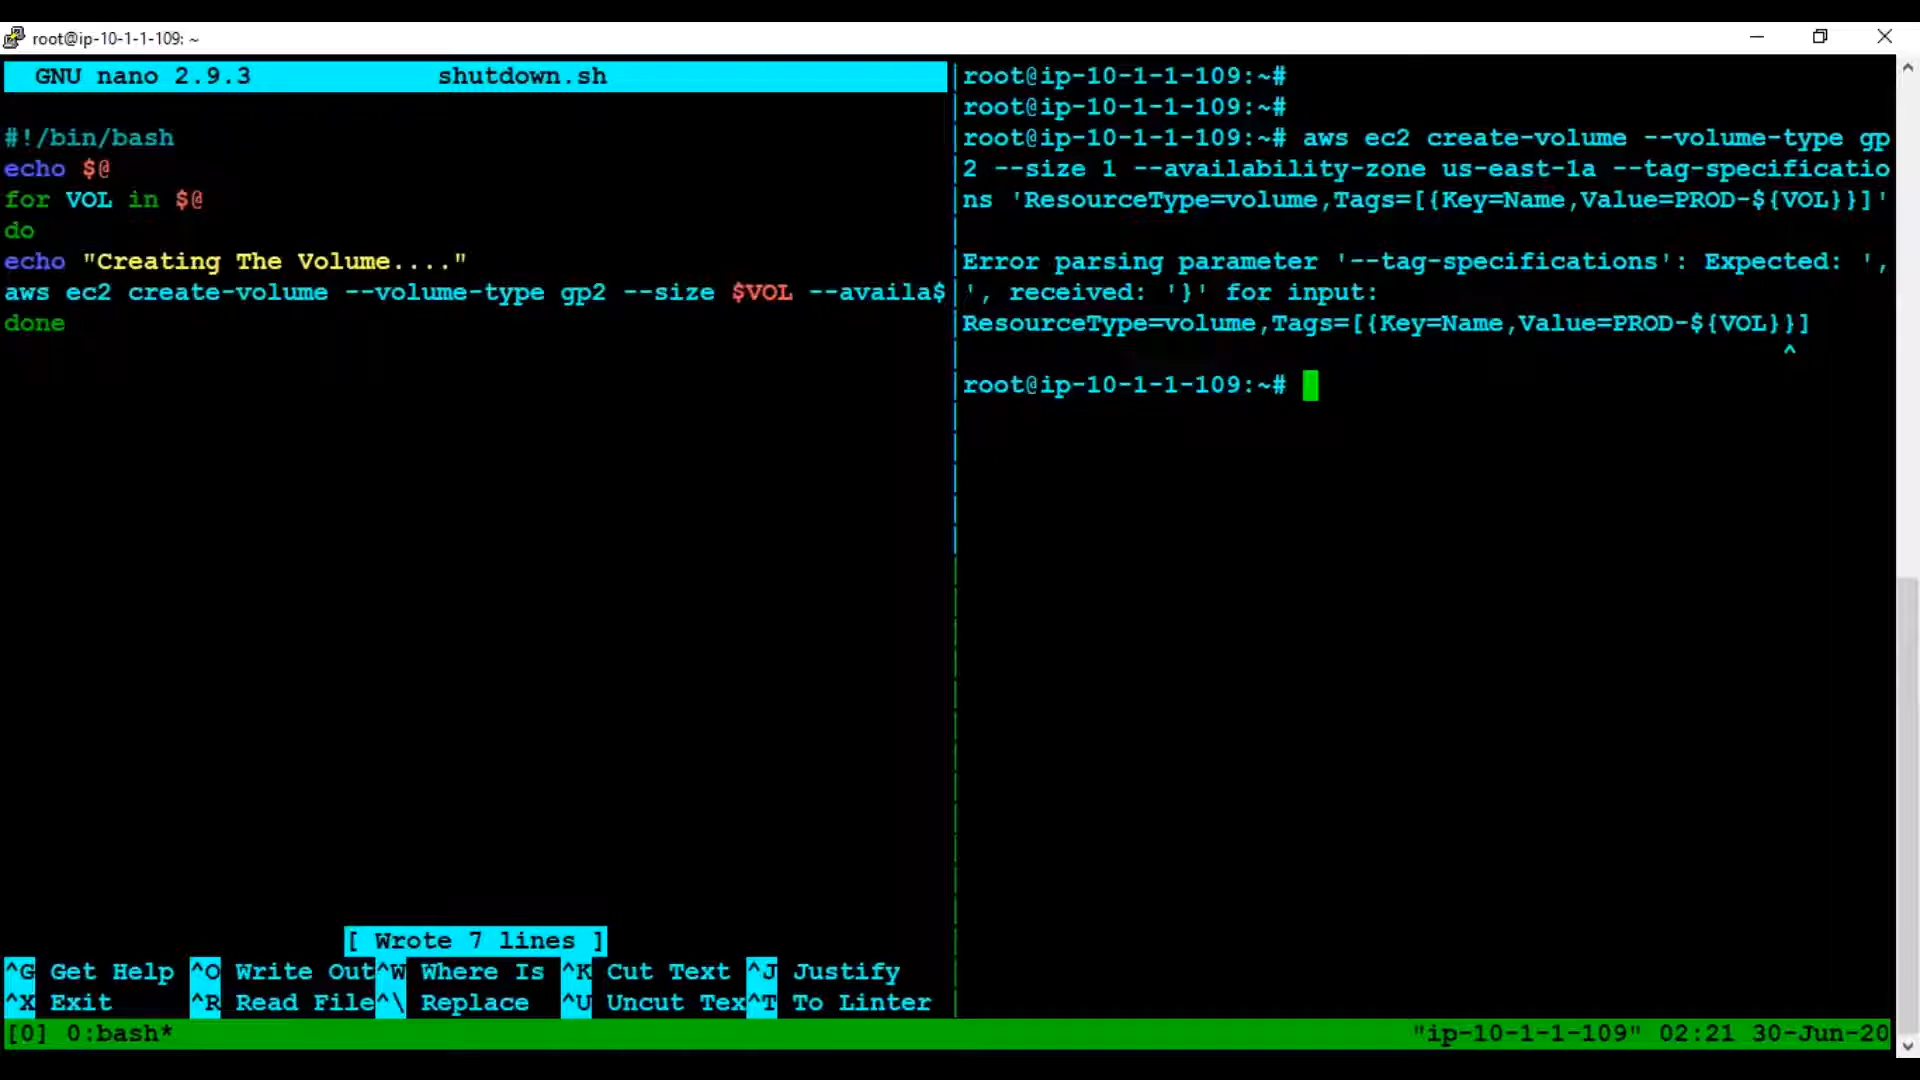 root@ip-10-1-1-109: ~
GNU nano 2.9.3 shutdown.sh
#!/bin/bash
echo $@
for VOL in $@
do
echo "Creating The Volume...."
aws ec2 create-volume --volume-type gp2 --size $VOL --availa$
done
[ Wrote 7 lines ]
^G Get Help ^O Write Out^W Where Is ^K Cut Text ^J Justify
^X Exit ^R Read File^\ Replace ^U Uncut Tex^T To Linter
root@ip-10-1-1-109:~#
root@ip-10-1-1-109:~#
root@ip-10-1-1-109:~# aws ec2 create-volume --volume-type gp
2 --size 1 --availability-zone us-east-1a --tag-specificatio
ns 'ResourceType=volume,Tags=[{Key=Name,Value=PROD-${VOL}}]'
Error parsing parameter '--tag-specifications': Expected: ',
', received: '}' for input:
ResourceType=volume,Tags=[{Key=Name,Value=PROD-${VOL}}]
^
root@ip-10-1-1-109:~#
[0] 0:bash* "ip-10-1-1-109" 02:21 30-Jun-20